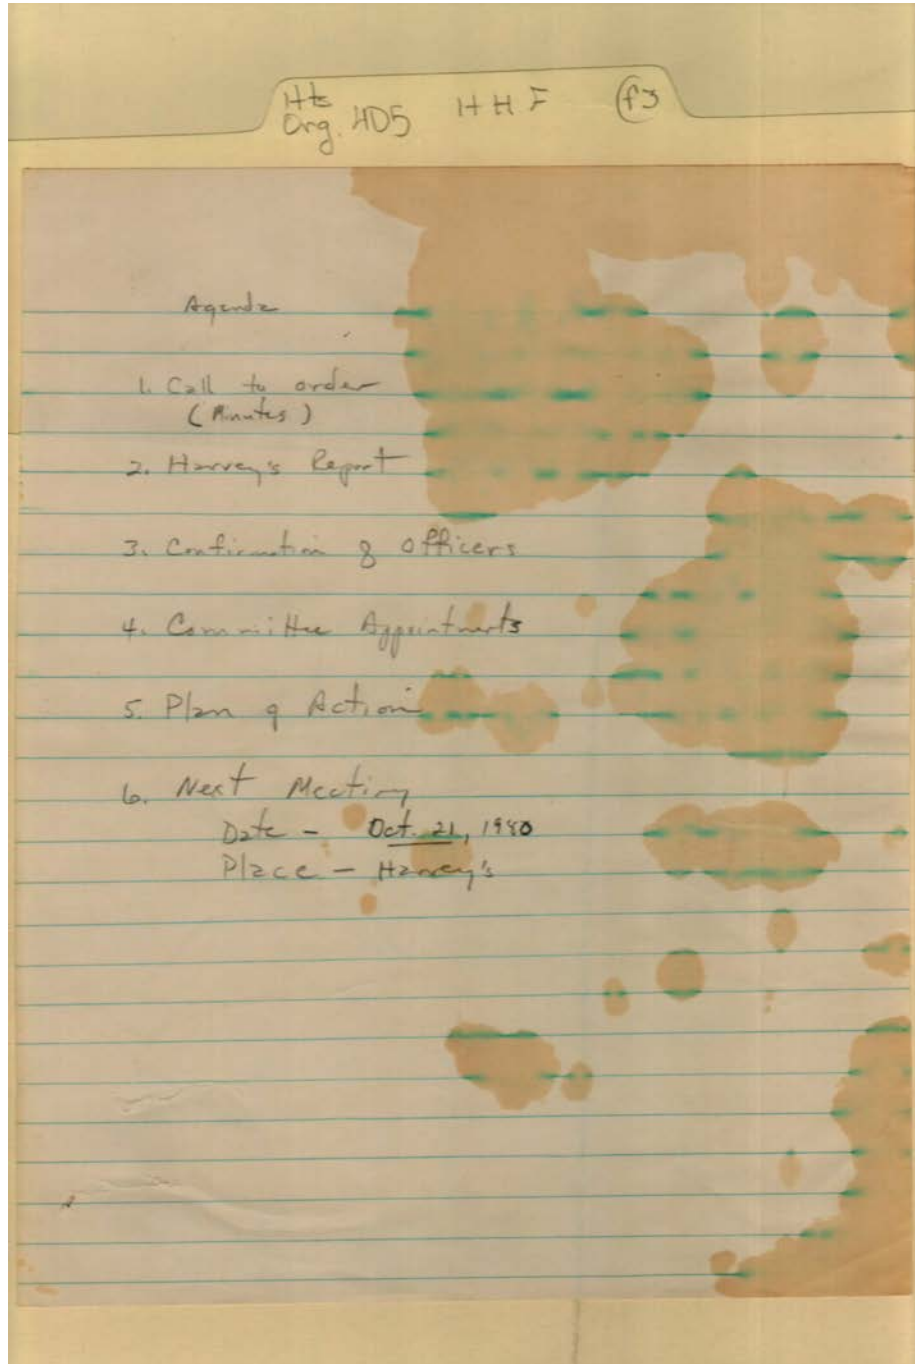 Hts
Org. 4D5 HHF f3
Agenda
1. Call to order
(Minutes)
2. Harvey's Report
3. Confirmation of Officers
4. Committee Appointments
5. Plan of Action
6. Next Meeting
Date - Oct. 21, 1980
Place - Harvey's